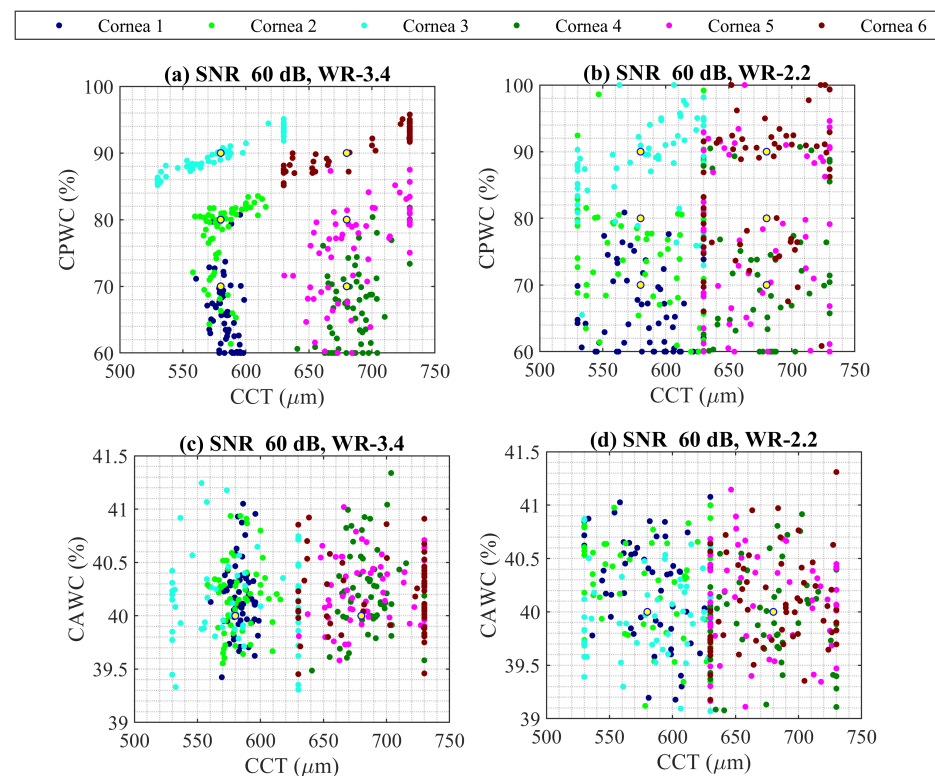 Cornea 1 Cornea 2 Cornea 3 Cornea 4 Cornea 5 Cornea 6
(a) SNR 60 dB, WR-3.4
100
90
80
70
60
CPWC (%)
500 550 600 650 700 750
CCT (μm)
(b) SNR 60 dB, WR-2.2
100
90
80
70
60
CPWC (%)
500 550 600 650 700 750
CCT (μm)
(c) SNR 60 dB, WR-3.4
41.5
41
40.5
40
39.5
39
CAWC (%)
500 550 600 650 700 750
CCT (μm)
(d) SNR 60 dB, WR-2.2
41.5
41
40.5
40
39.5
39
CAWC (%)
500 550 600 650 700 750
CCT (μm)